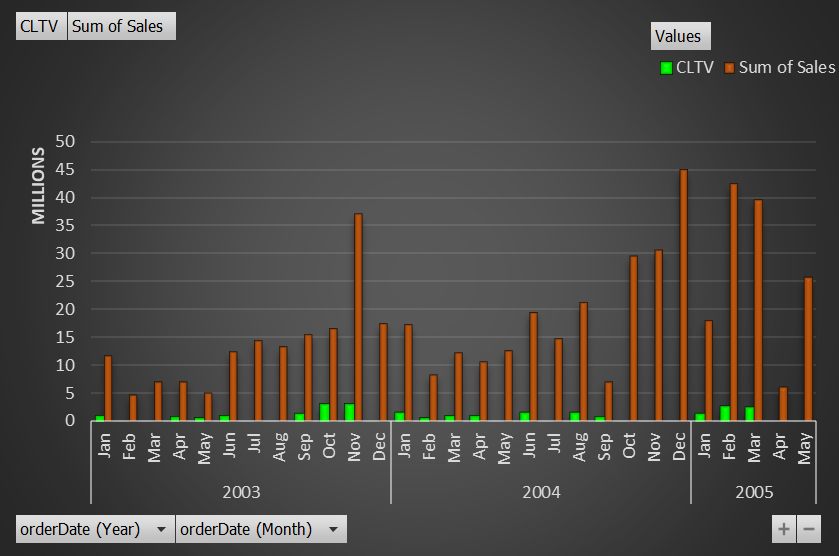 CLTV Sum of Sales
Values
CLTV Sum of Sales
MILLIONS
50
45
40
35
30
25
20
15
10
5
0
Jan Feb Mar Apr May Jun Jul Aug Sep Oct Nov Dec Jan Feb Mar Apr May Jun Jul Aug Sep Oct Nov Dec Jan Feb Mar Apr May
2003 2004 2005
orderDate (Year) orderDate (Month)